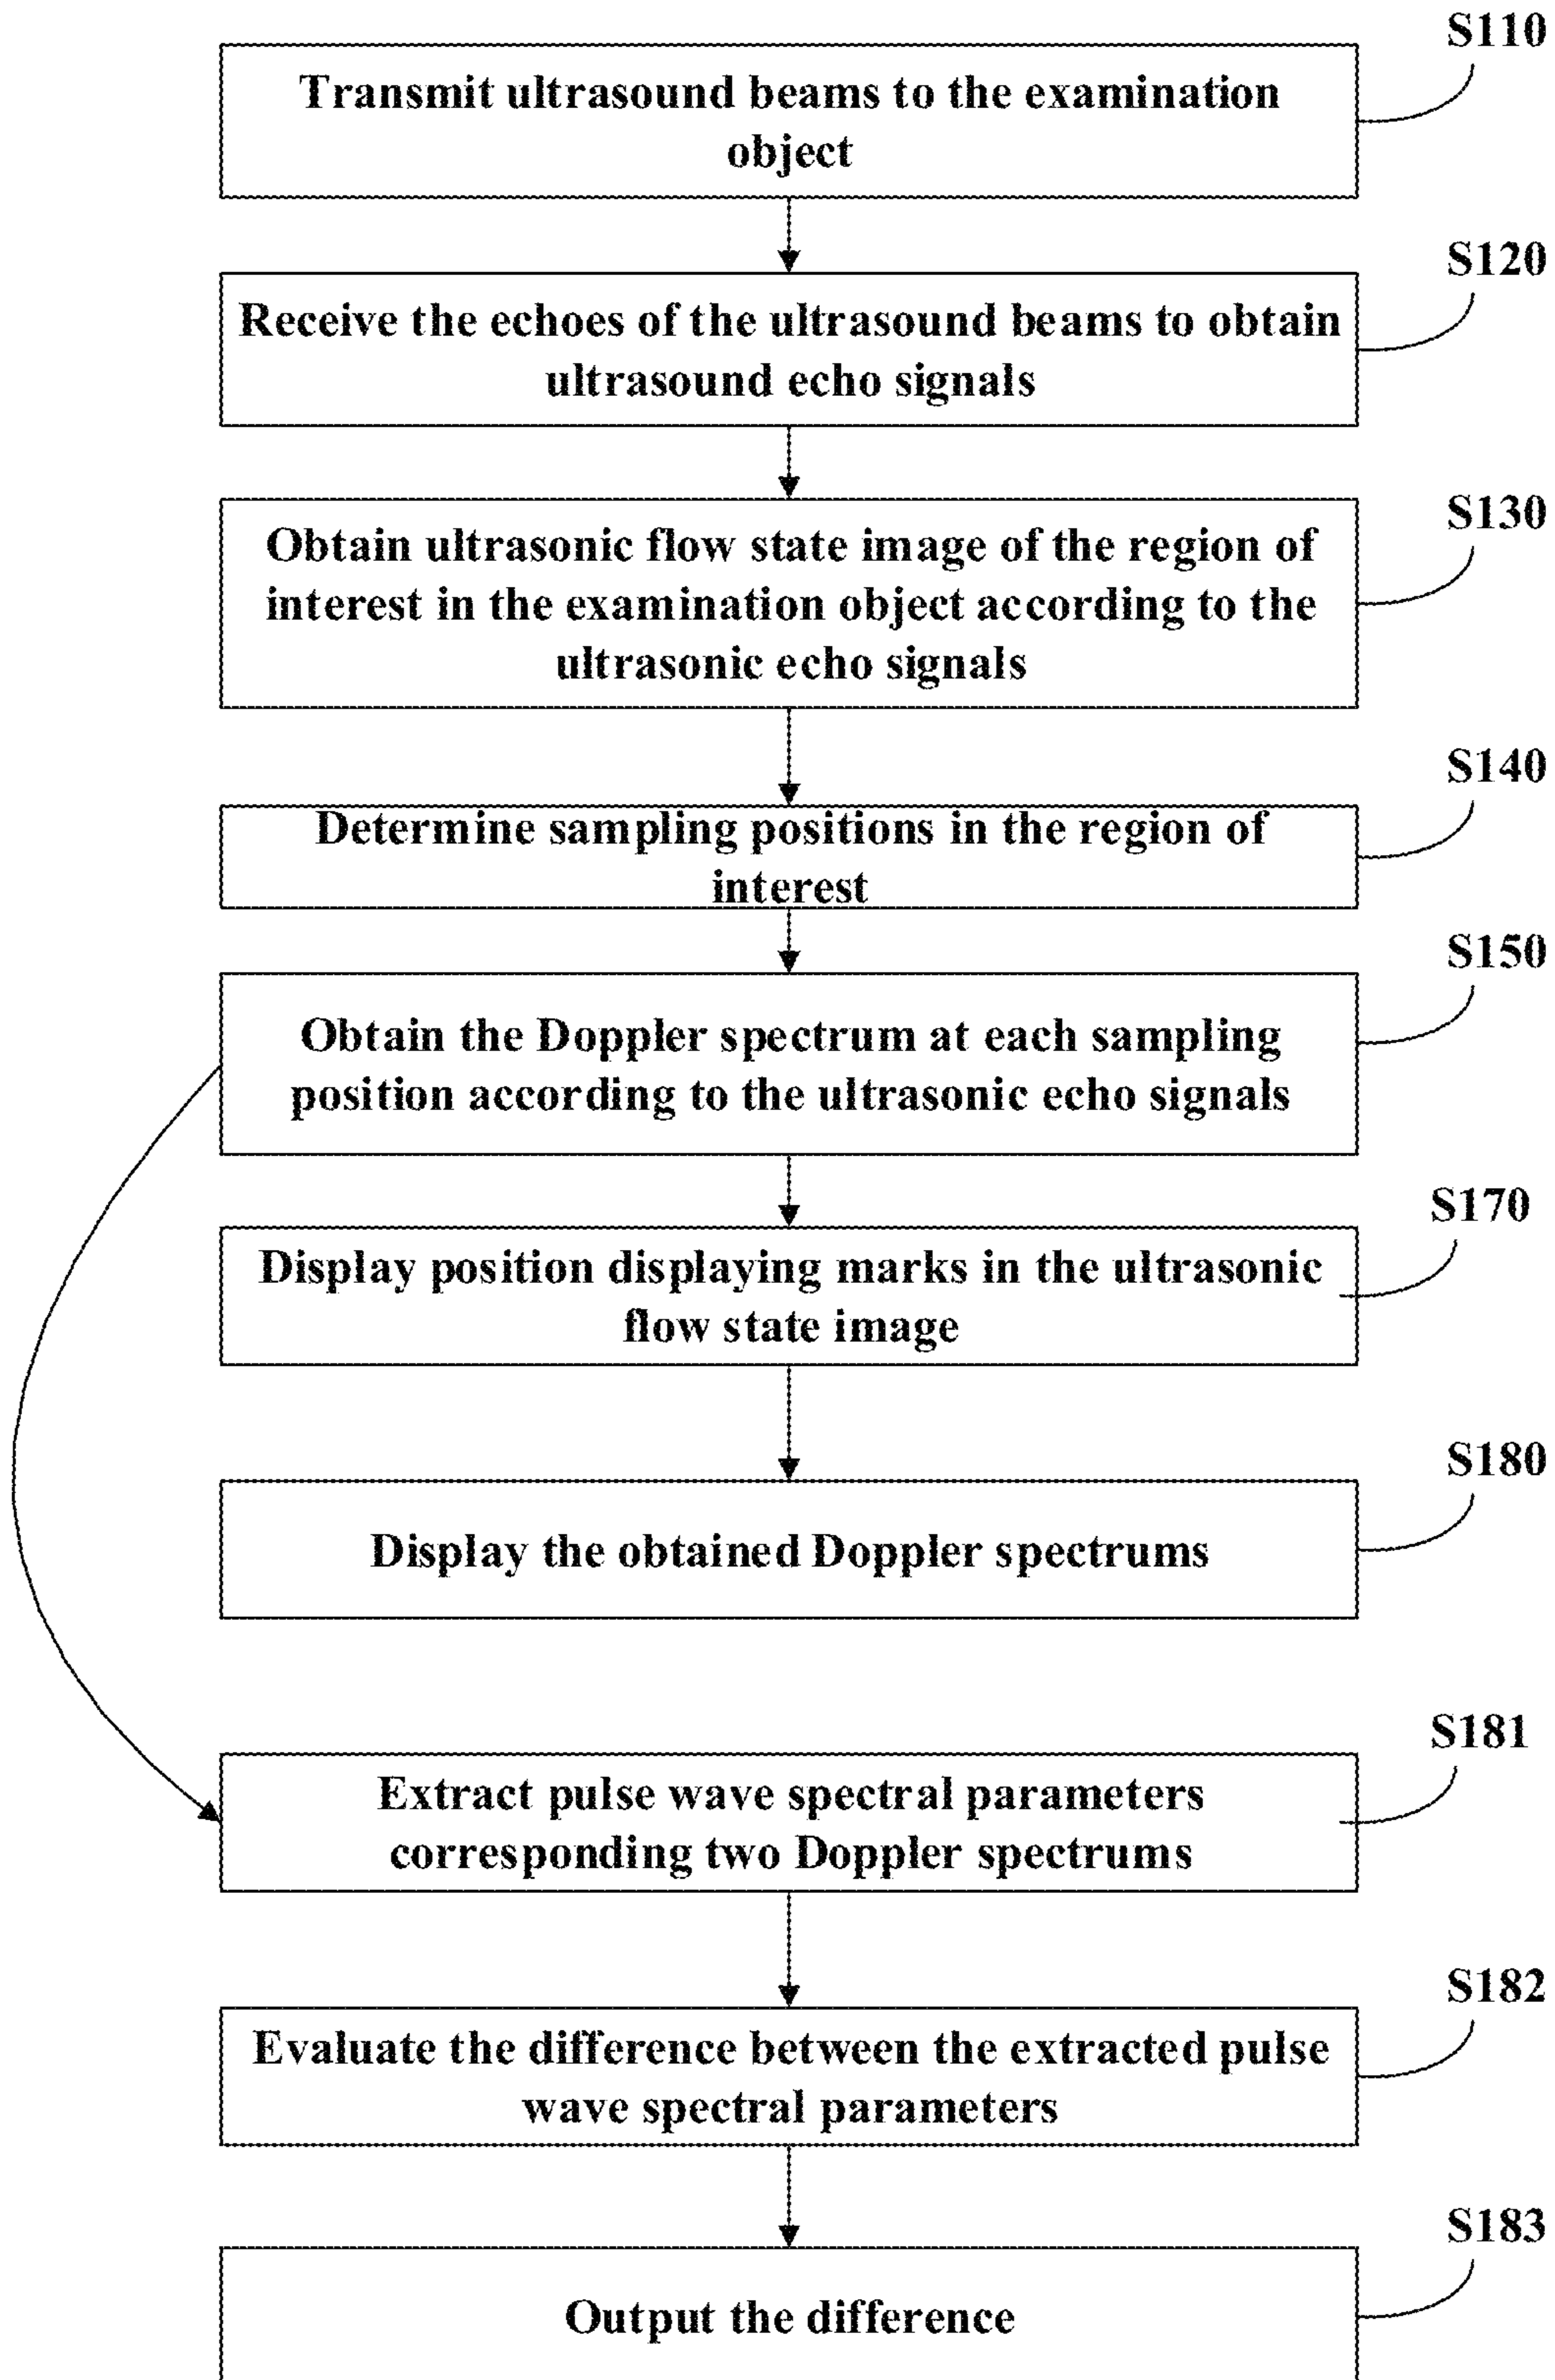 S110
Transmit ultrasound beams to the examination
object
S120
Receive the echoes of the ultrasound beams to obtain
ultrasound echo signals
S130
Obtain ultrasonic flow state image of the region of
interest in the examination object according to the
ultrasonic echo signals
S140
Determine sampling positions in the region of
interest
S150
Obtain the Doppler spectrum at each sampling
position according to the ultrasonic echo signals
S170
Display position displaying marks in the ultrasonic
flow state image
S180
Display the obtained Doppler spectrums
S181
Extract pulse wave spectral parameters
corresponding two Doppler spectrums
S182
Evaluate the difference between the extracted pulse
wave spectral parameters
S183
Output the difference